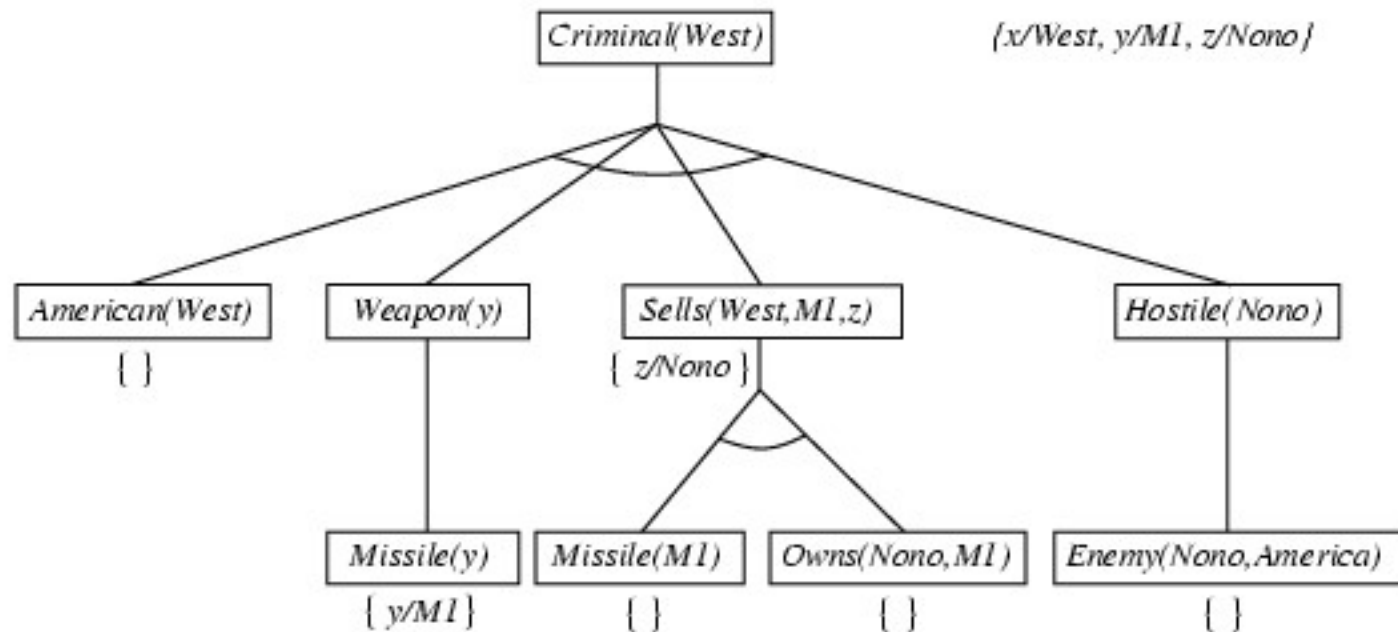 Criminal(West) {x/West, y/M1, z/Nono}
American(West) Weapon(y) Sells(West,M1,z) Hostile(Nono)
{ } { z/Nono }
Missile(y) Missile(M1) Owns(Nono,M1) Enemy(Nono,America)
{ y/M1 } { } { } { }